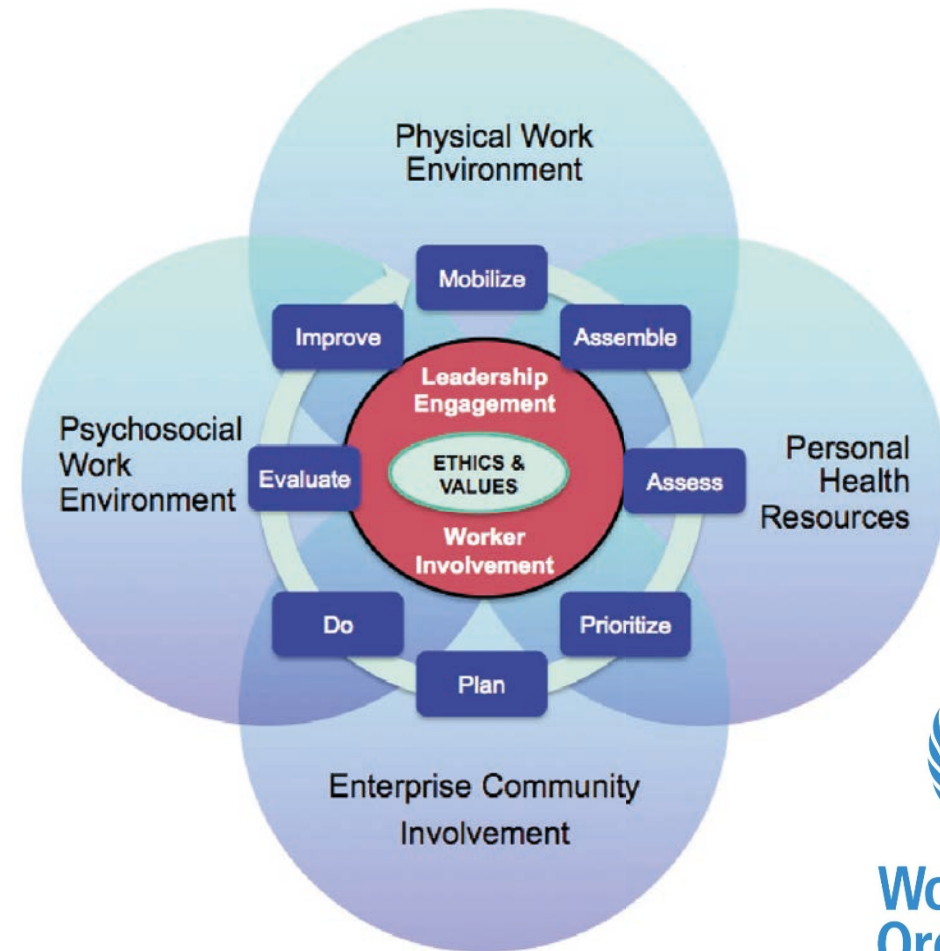 Physical Work
Environment
Mobilize
Improve
Assemble
Leadership
Engagement
Psychosocial
Work
Environment
Evaluate
ETHICS &
VALUES
Assess
Personal
Health
Resources
Worker
Involvement
Do
Prioritize
Plan
Enterprise Community
Involvement